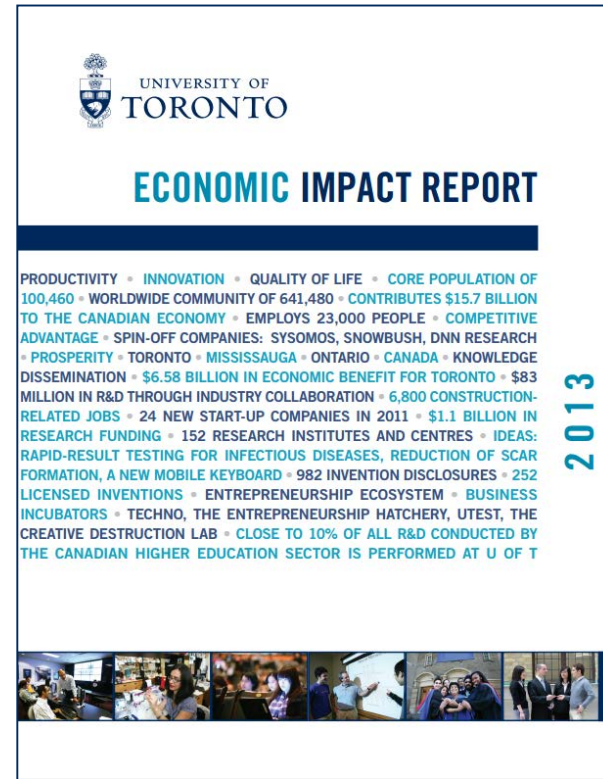 UNIVERSITY OF
TORONTO
ECONOMIC IMPACT REPORT
PRODUCTIVITY • INNOVATION • QUALITY OF LIFE • CORE POPULATION OF
100,460 • WORLDWIDE COMMUNITY OF 641,480 • CONTRIBUTES $15.7 BILLION
TO THE CANADIAN ECONOMY • EMPLOYS 23,000 PEOPLE • COMPETITIVE
ADVANTAGE • SPIN-OFF COMPANIES: SYSOMOS, SNOWBUSH, DNN RESEARCH
• PROSPERITY • TORONTO • MISSISSAUGA • ONTARIO • CANADA • KNOWLEDGE
DISSEMINATION • $6.58 BILLION IN ECONOMIC BENEFIT FOR TORONTO • $83
MILLION IN R&D THROUGH INDUSTRY COLLABORATION • 6,800 CONSTRUCTION-
RELATED JOBS • 24 NEW START-UP COMPANIES IN 2011 • $1.1 BILLION IN
RESEARCH FUNDING • 152 RESEARCH INSTITUTES AND CENTRES • IDEAS:
RAPID-RESULT TESTING FOR INFECTIOUS DISEASES, REDUCTION OF SCAR
FORMATION, A NEW MOBILE KEYBOARD • 982 INVENTION DISCLOSURES • 252
LICENSED INVENTIONS • ENTREPRENEURSHIP ECOSYSTEM • BUSINESS
INCUBATORS • TECHNO, THE ENTREPRENEURSHIP HATCHERY, UTEST, THE
CREATIVE DESTRUCTION LAB • CLOSE TO 10% OF ALL R&D CONDUCTED BY
THE CANADIAN HIGHER EDUCATION SECTOR IS PERFORMED AT U OF T
2013